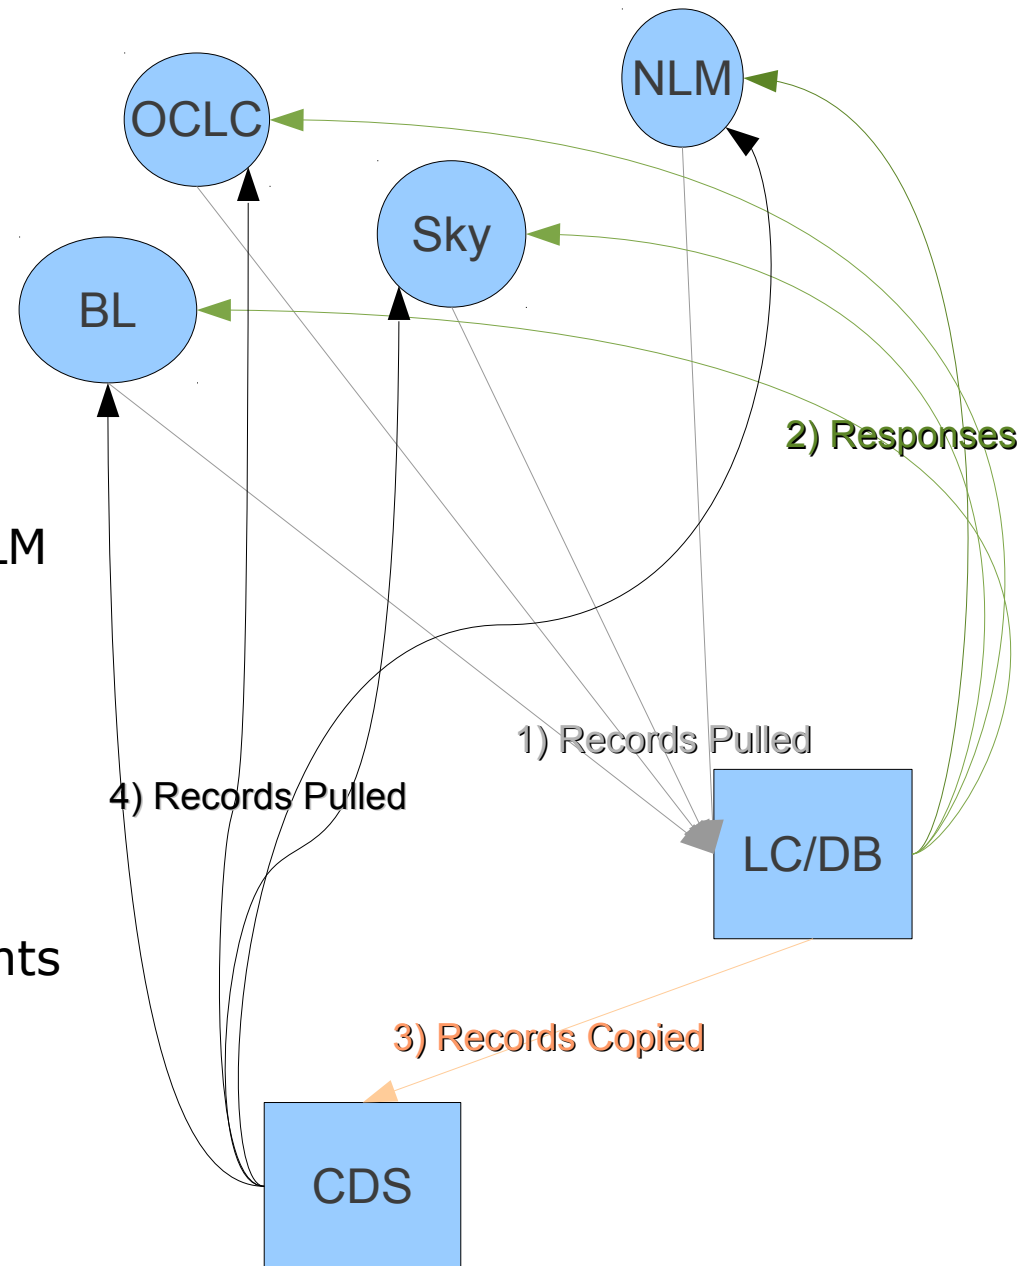 NLM
OCLC
Sky
BL
2) Responses
LM
1) Records Pulled
4) Records Pulled
LC/DB
nts
3) Records Copied
CDS